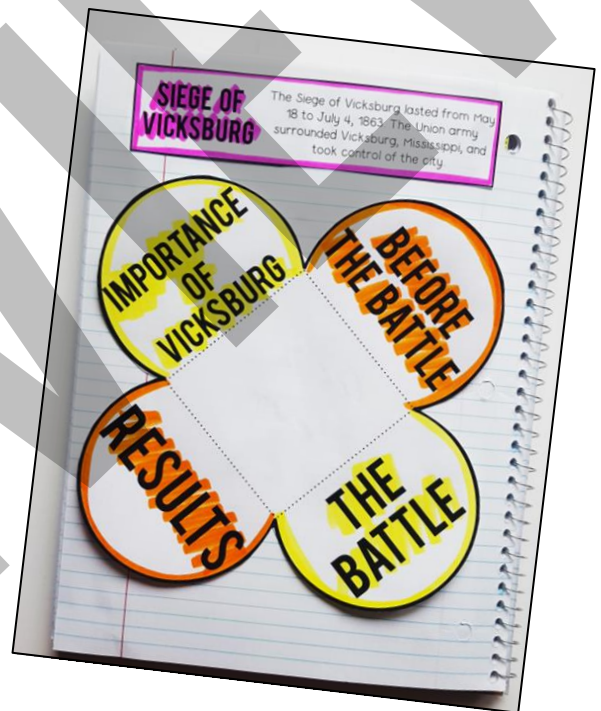 SIEGE OF
VICKSBURG
The Siege of Vicksburg lasted from May
18 to July 4, 1863. The Union army
surrounded Vicksburg, Mississippi, and
took control of the city.
IMPORTANCE
OF
VICKSBURG
BEFORE
THE BATTLE
RESULTS
THE
BATTLE